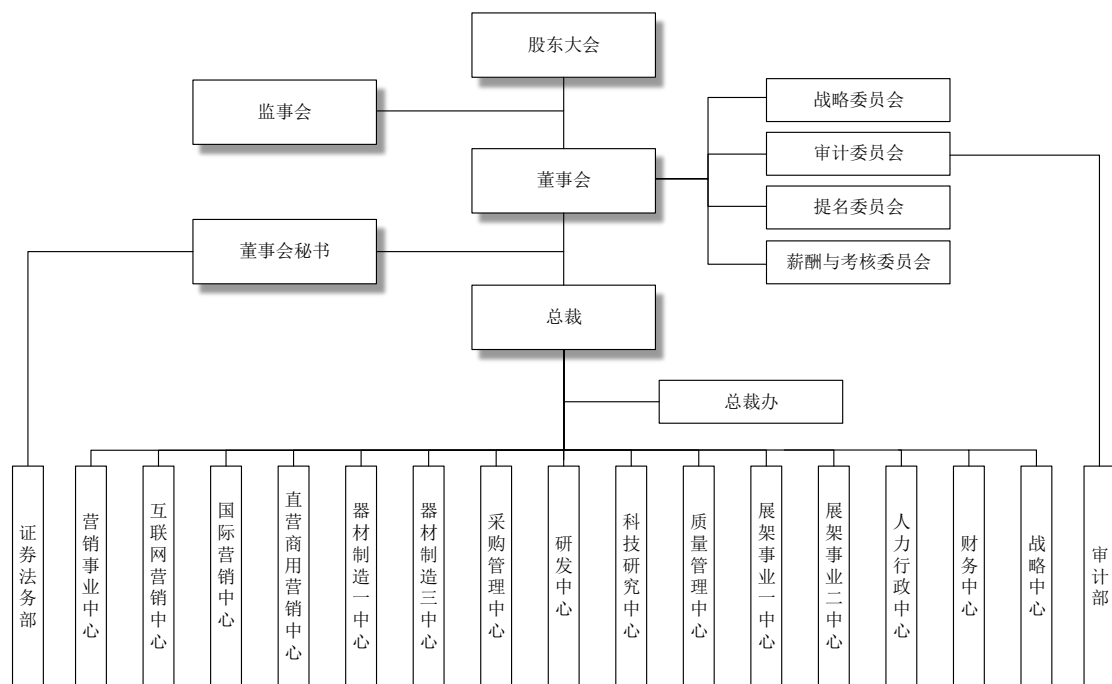 股东大会
监事会
战略委员会
审计委员会
董事会
提名委员会
董事会秘书
薪酬与考核委员会
总裁
总裁办
证券法务部
营销事业中心
互联网营销中心
国际营销中心
直营商用营销中心
器材制造一中心
器材制造三中心
采购管理中心
研发中心
科技研究中心
质量管理中心
展架事业一中心
展架事业二中心
人力行政中心
财务中心
战略中心
审计部